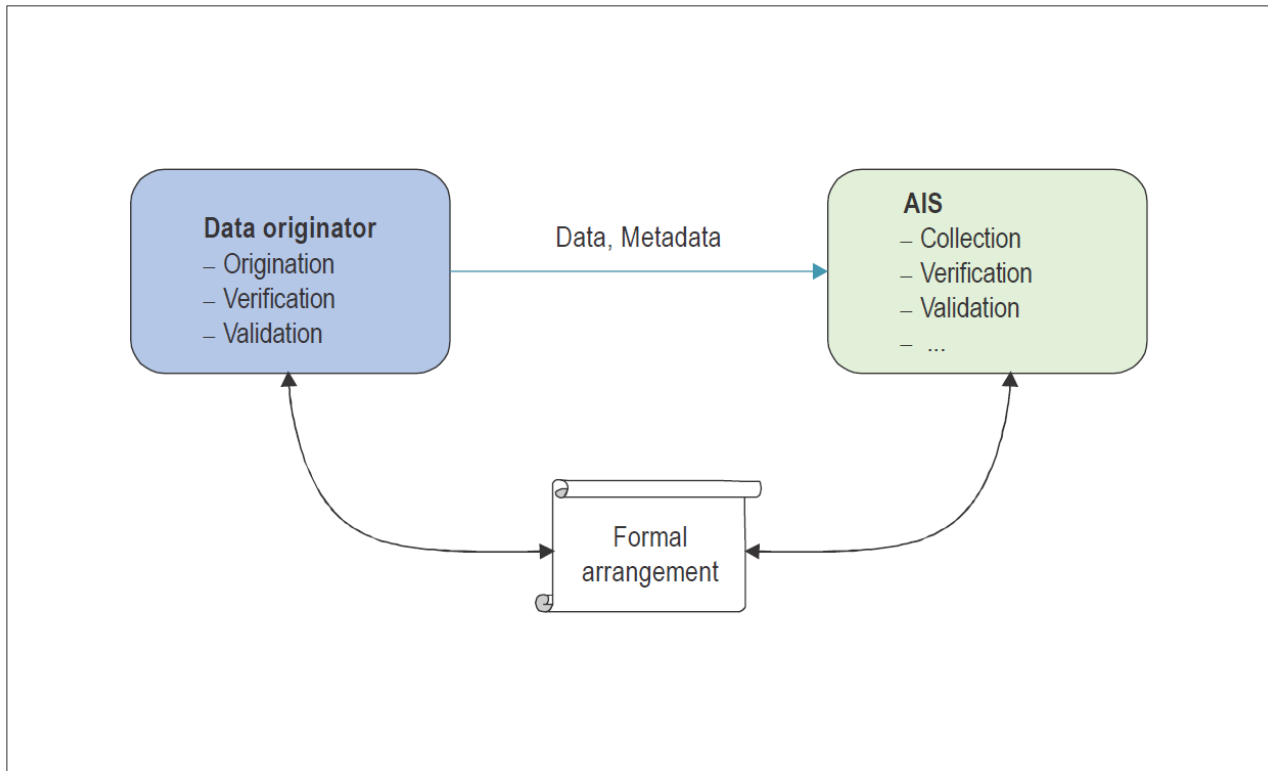 Data originator
– Origination
– Verification
– Validation
Data, Metadata
AIS
– Collection
– Verification
– Validation
– ...
Formal
arrangement